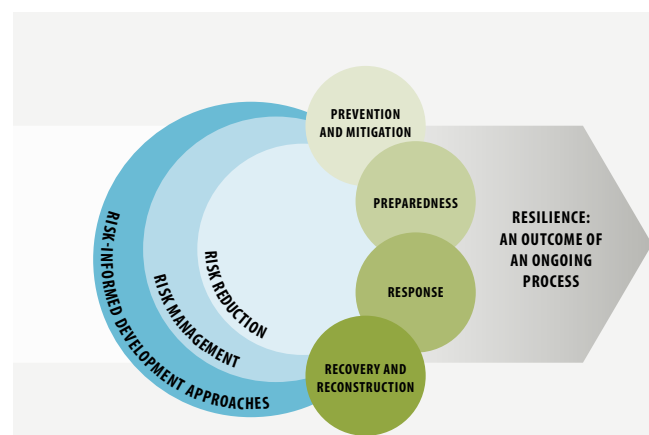 PREVENTION
AND MITIGATION
PREPAREDNESS
RESPONSE
RECOVERY AND
RECONSTRUCTION
RISK REDUCTION
RISK MANAGEMENT
RISK-INFORMED DEVELOPMENT APPROACHES
RESILIENCE:
AN OUTCOME OF
AN ONGOING
PROCESS